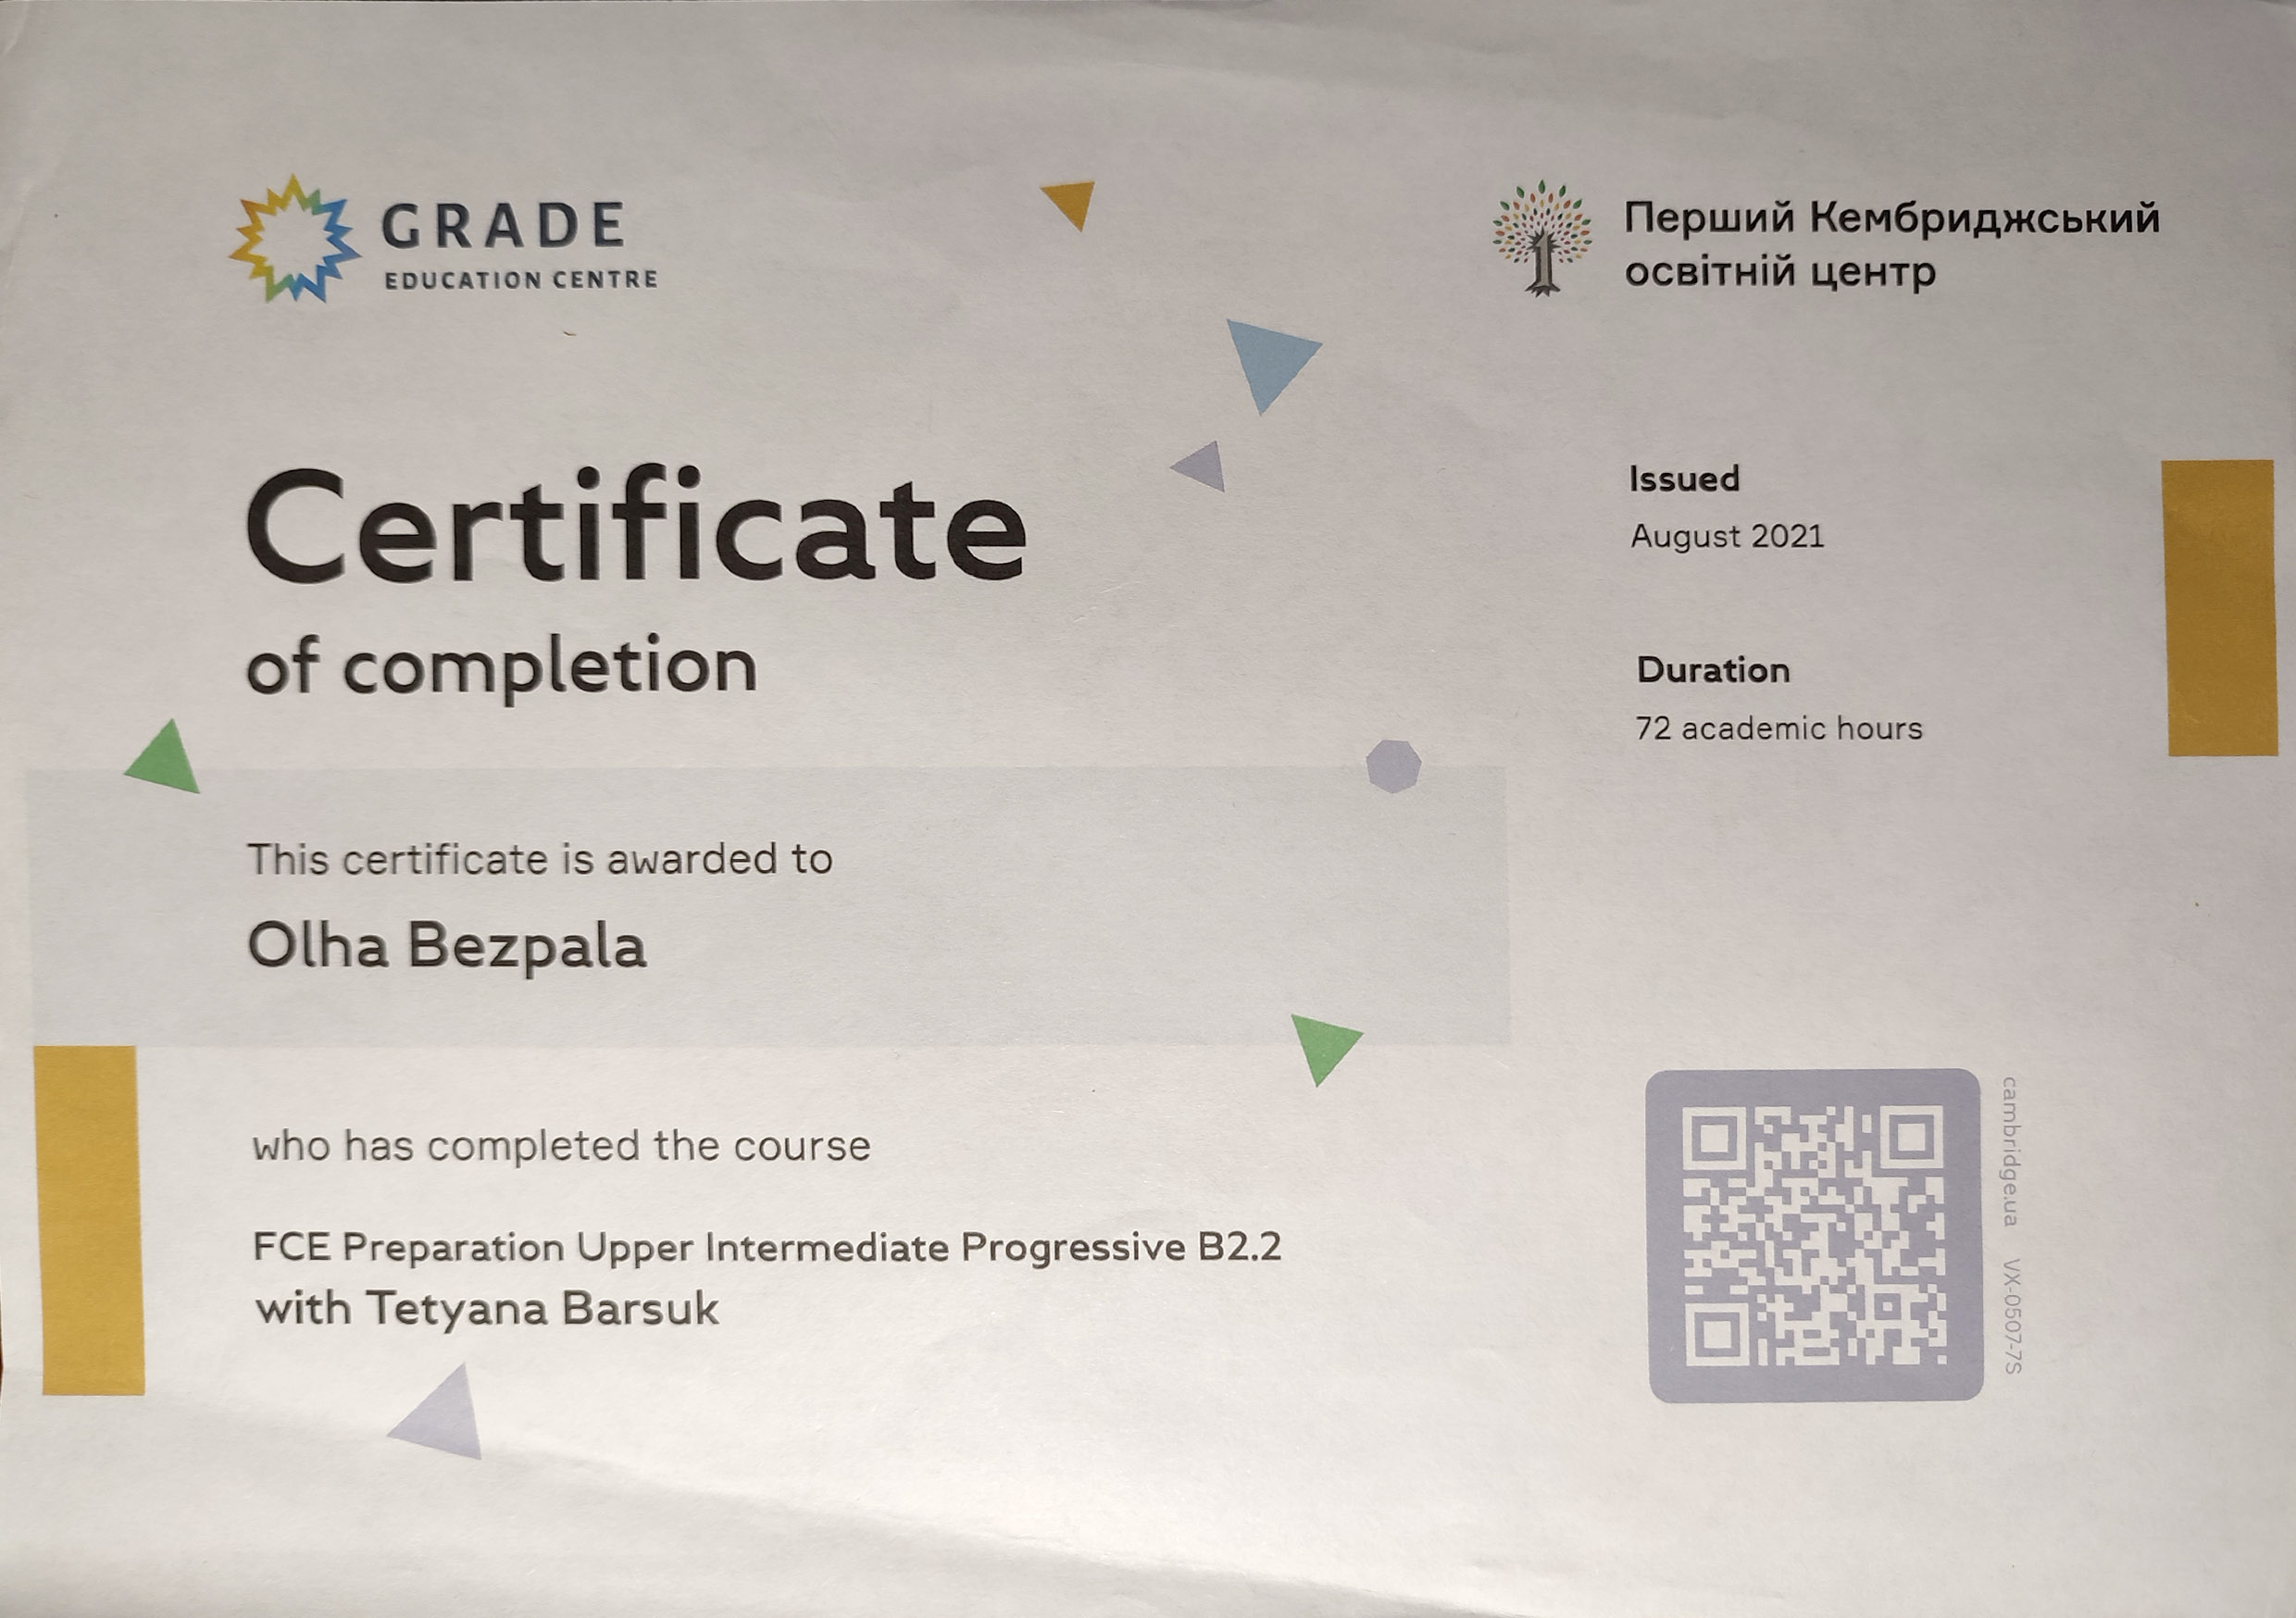 GRADE
EDUCATION CENTRE
Перший Кембриджський
освітній центр
Certificate
of completion
Issued
August 2021
Duration
72 academic hours
This certificate is awarded to
Olha Bezpala
who has completed the course
FCE Preparation Upper Intermediate Progressive B2.2
with Tetyana Barsuk
cambridge.ua VX-0507-7S